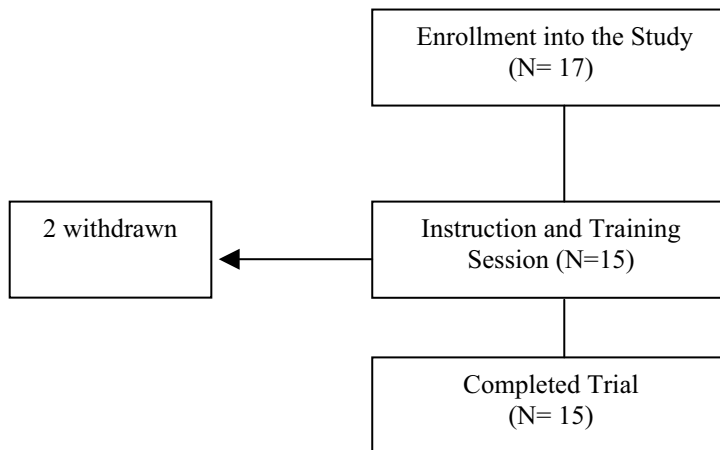 Enrollment into the Study
(N= 17)
2 withdrawn
Instruction and Training
Session (N=15)
Completed Trial
(N= 15)